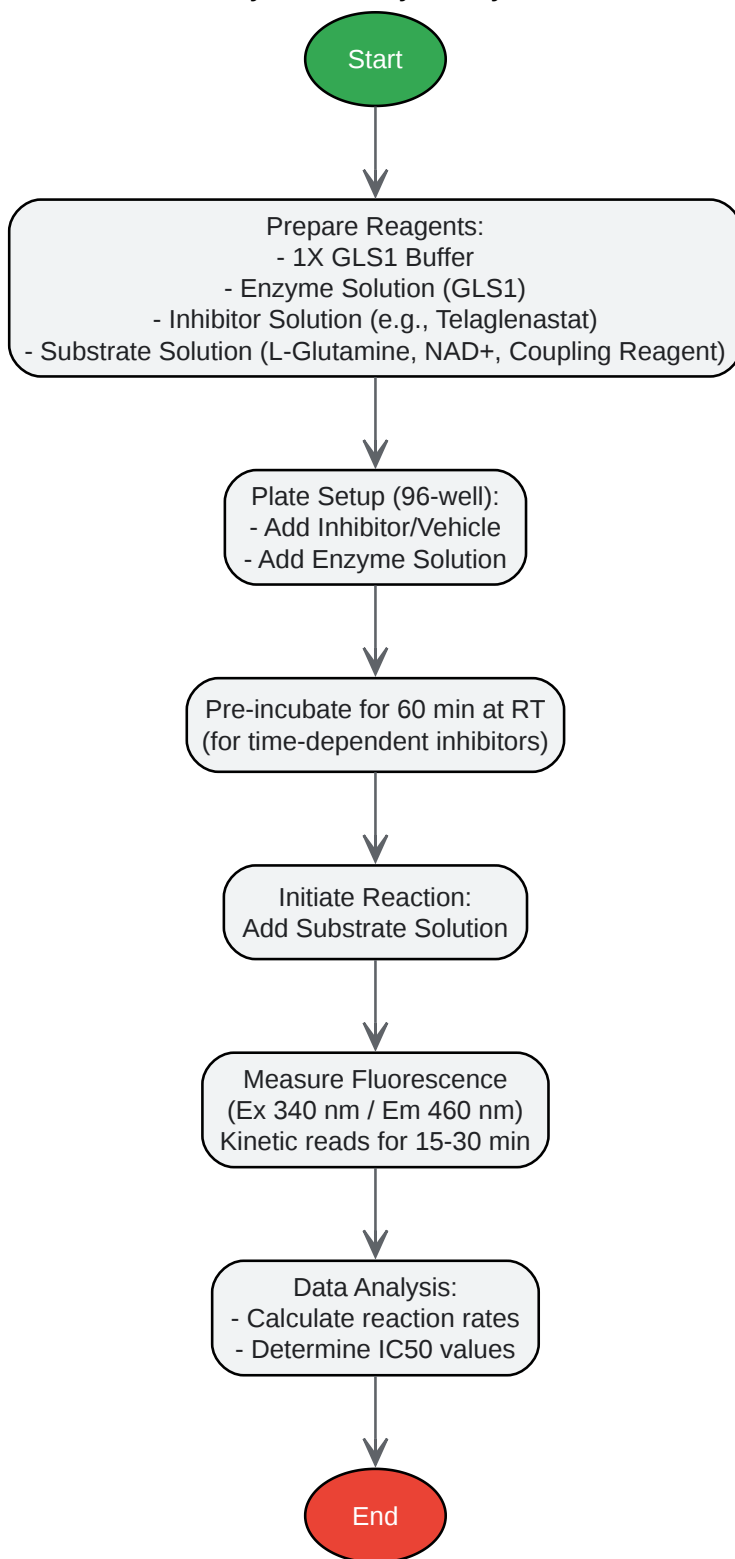 Start
Prepare Reagents:
- 1X GLS1 Buffer
- Enzyme Solution (GLS1)
- Inhibitor Solution (e.g., Telaglenastat)
- Substrate Solution (L-Glutamine, NAD+, Coupling Reagent)
Plate Setup (96-well):
- Add Inhibitor/Vehicle
- Add Enzyme Solution
Pre-incubate for 60 min at RT
(for time-dependent inhibitors)
Initiate Reaction:
Add Substrate Solution
Measure Fluorescence
(Ex 340 nm / Em 460 nm)
Kinetic reads for 15-30 min
Data Analysis:
- Calculate reaction rates
- Determine IC50 values
End